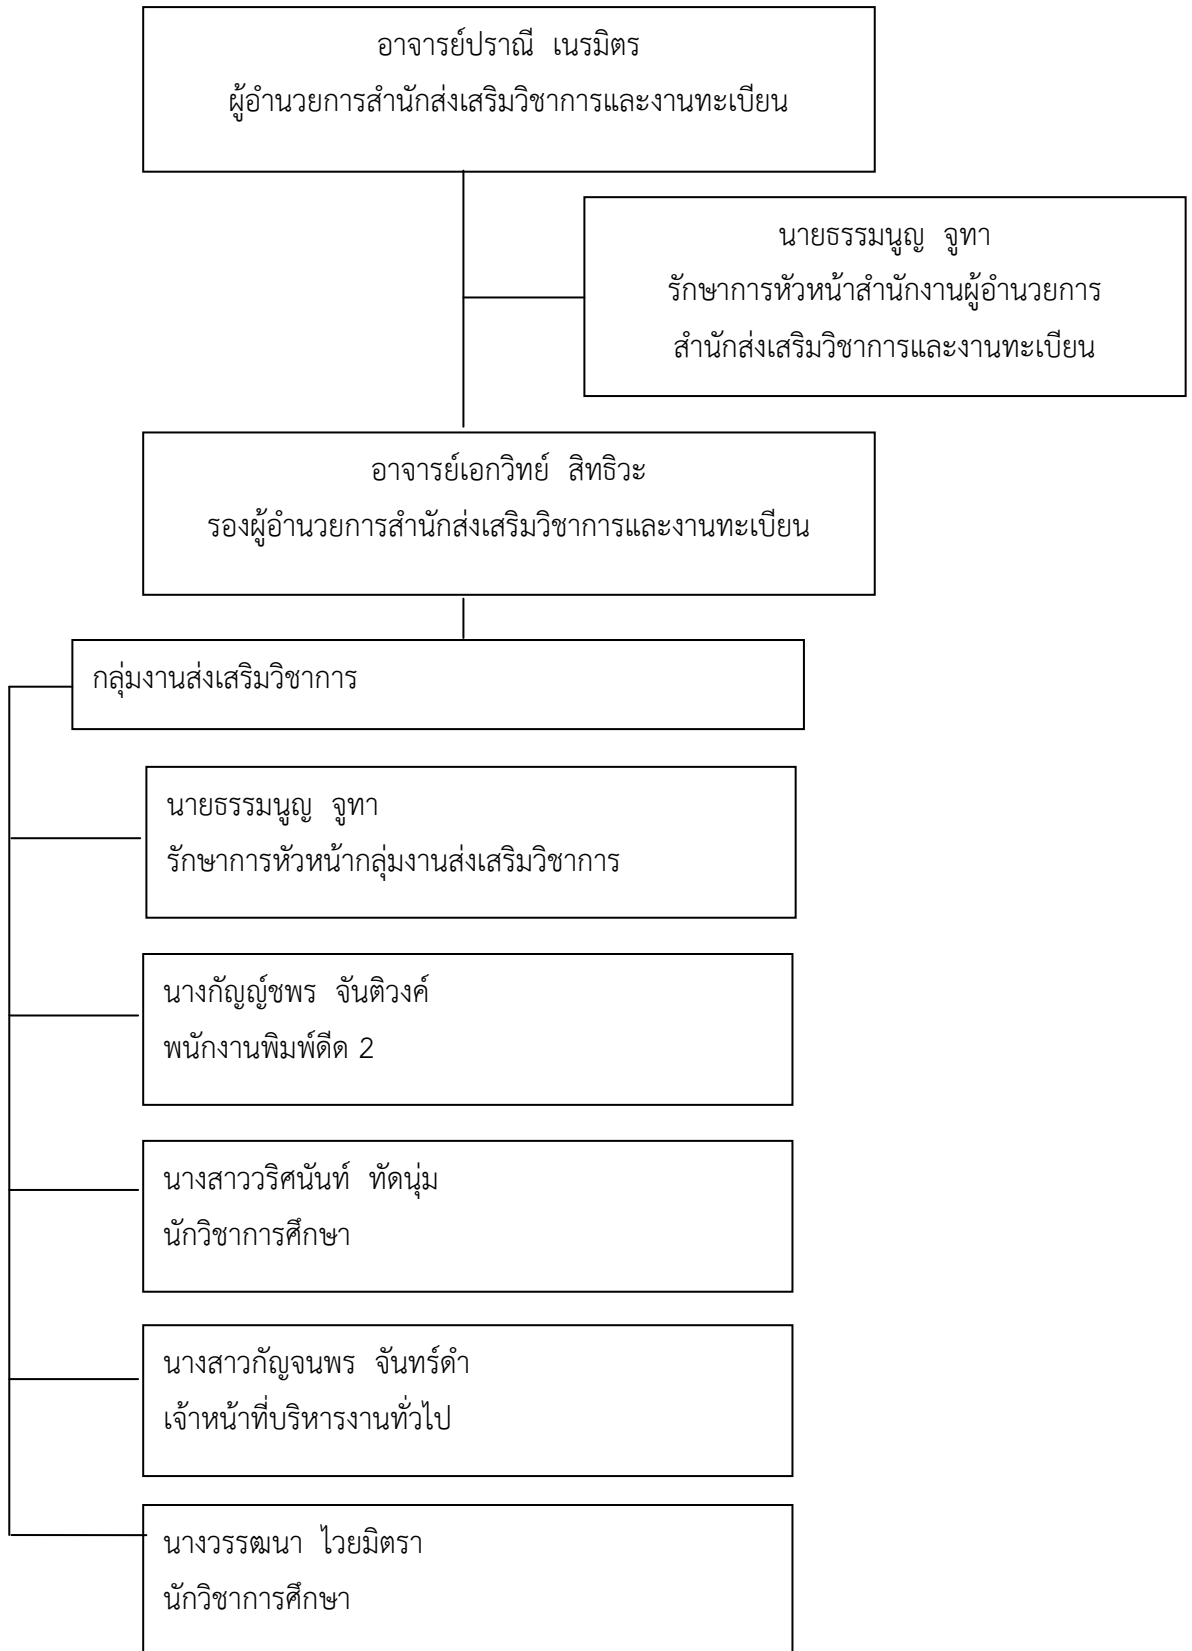 อาจารย์ปราณี เนรมิตร
ผู้อำนวยการสำนักส่งเสริมวิชาการและงานทะเบียน
นายธรรมนูญ จูทา
รักษาการหัวหน้าสำนักงานผู้อำนวยการ
สำนักส่งเสริมวิชาการและงานทะเบียน
อาจารย์เอกวิทย์ สิทธิวะ
รองผู้อำนวยการสำนักส่งเสริมวิชาการและงานทะเบียน
กลุ่มงานส่งเสริมวิชาการ
นายธรรมนูญ จูทา
รักษาการหัวหน้ากลุ่มงานส่งเสริมวิชาการ
นางกัญญ์ชพร จันติวงค์
พนักงานพิมพ์ดีด 2
นางสาววริศนันท์ ทัดนุ่ม
นักวิชาการศึกษา
นางสาวกัญจนพร จันทร์ดำ
เจ้าหน้าที่บริหารงานทั่วไป
นางวรรฒนา ไวยมิตรา
นักวิชาการศึกษา